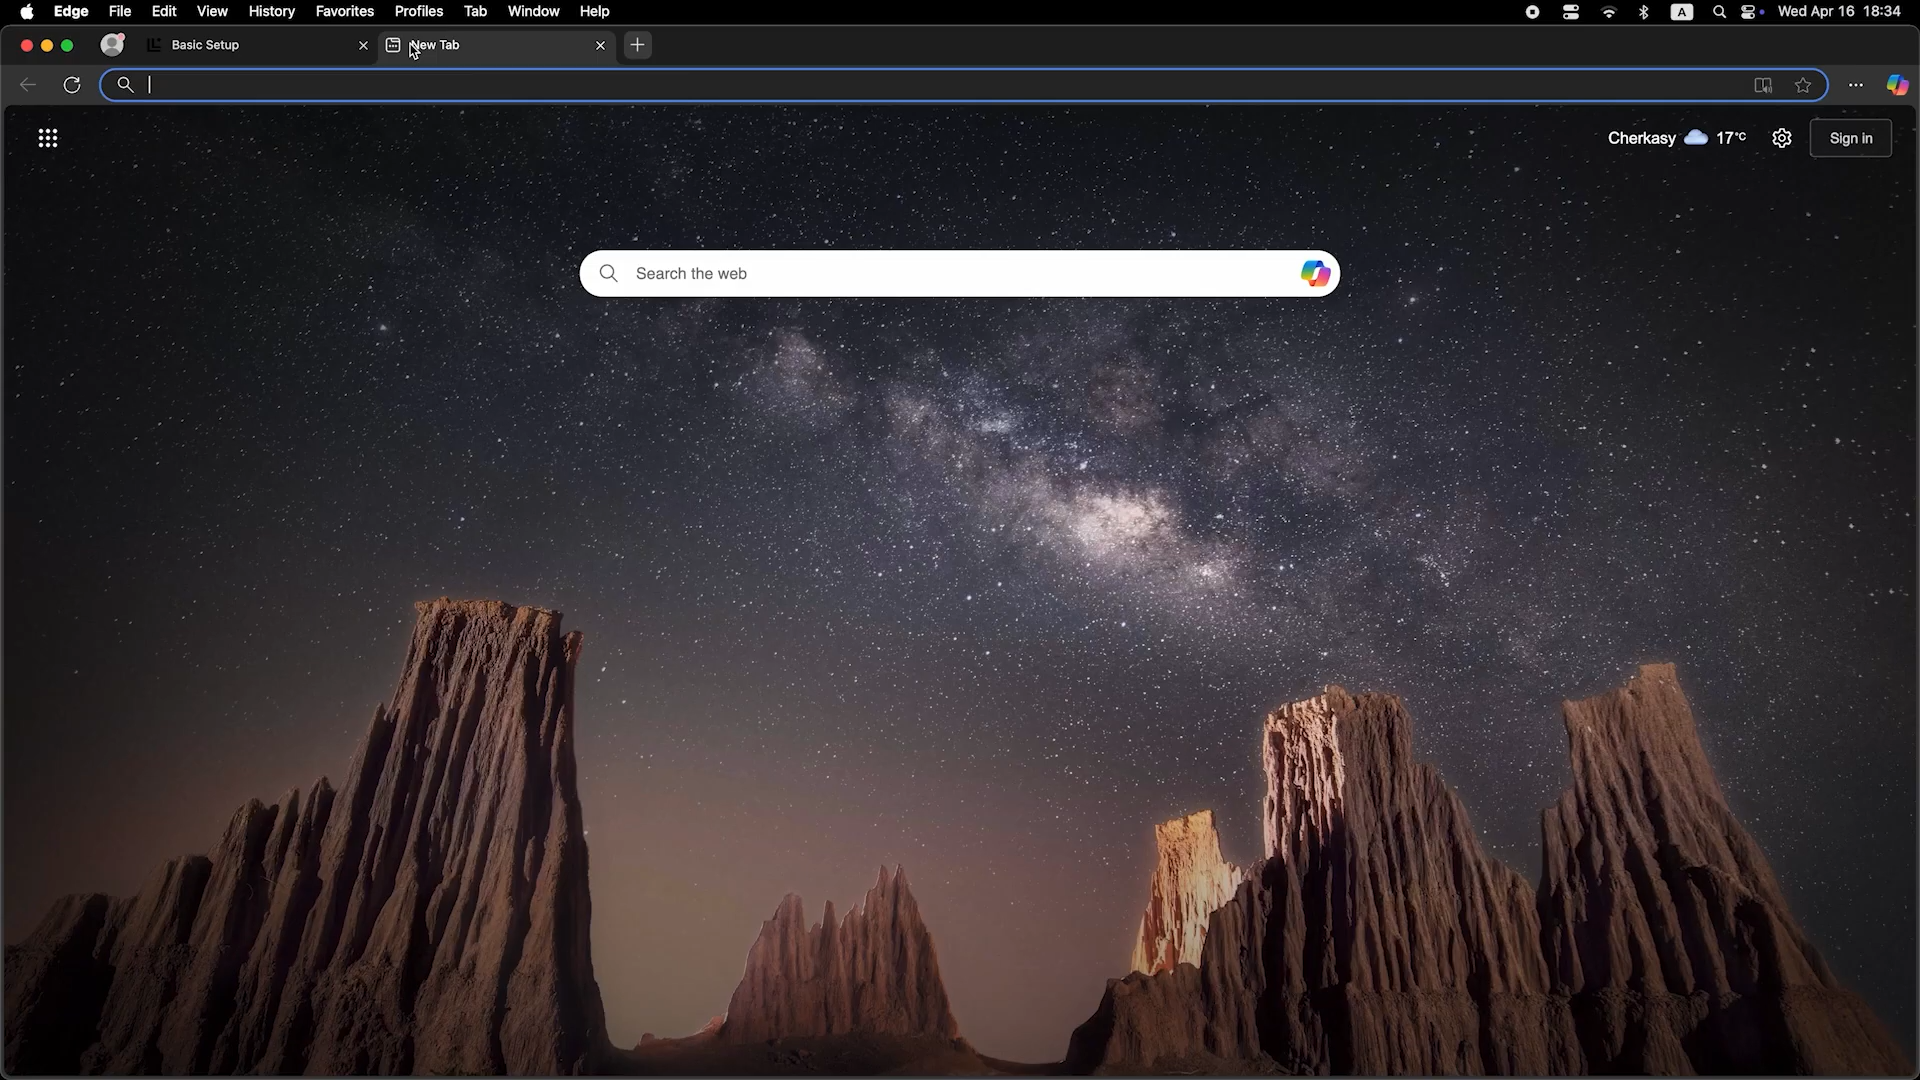 Edge File Edit View History Favorites Profiles Tab Window Help A Wed Apr 16 18:34
Basic Setup New Tab
Cherkasy 17°C Sign in
Search the web